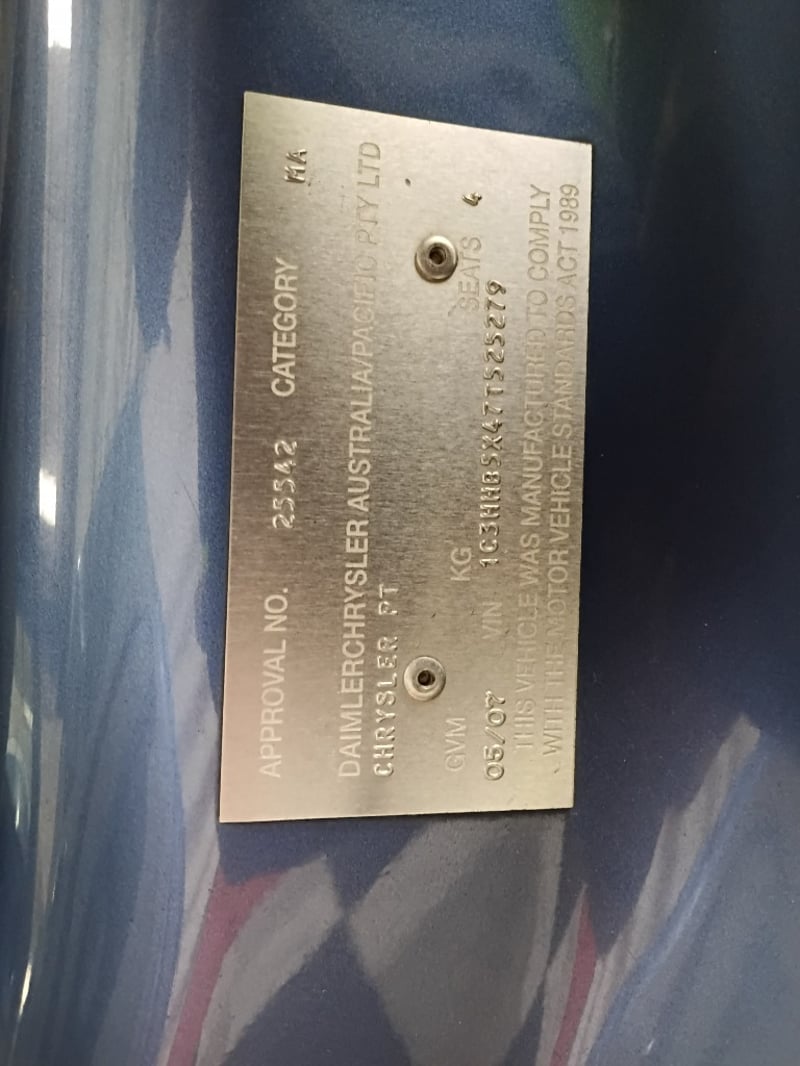 APPROVAL NO. 25542 CATEGORY MA
DAIMLERCHRYSLER AUSTRALIA/PACIFIC PTY LTD
CHRYSLER PT
GVM KG SEATS 4
05/07 VIN 1C3HHB5X47T525279
THIS VEHICLE WAS MANUFACTURED TO COMPLY
WITH THE MOTOR VEHICLE STANDARDS ACT 1989